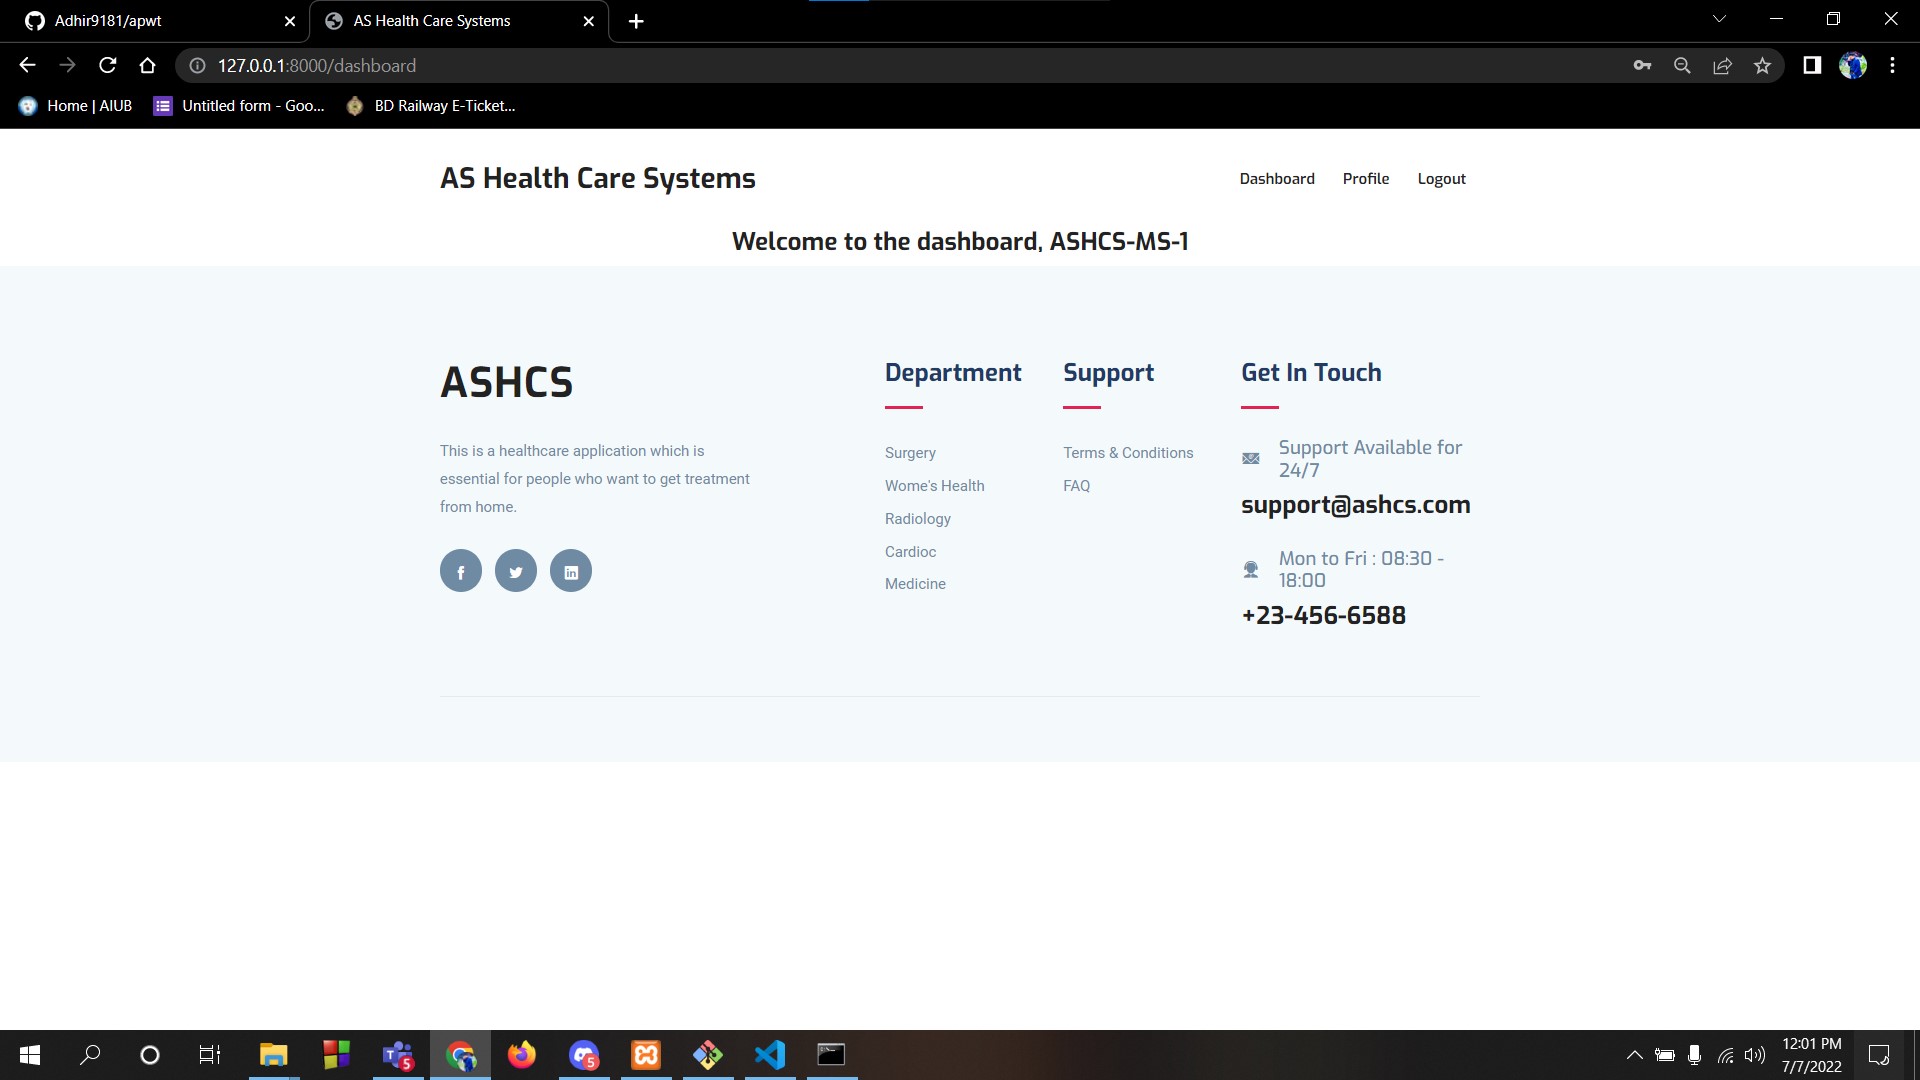 Adhir9181/apwt
AS Health Care Systems
127.0.0.1:8000/dashboard
Home | AIUB
Untitled form - Goo...
BD Railway E-Ticket...
AS Health Care Systems
Dashboard
Profile
Logout
Welcome to the dashboard, ASHCS-MS-1
ASHCS
This is a healthcare application which is
essential for people who want to get treatment
from home.
Department
Surgery
Wome's Health
Radiology
Cardioc
Medicine
Support
Terms & Conditions
FAQ
Get In Touch
Support Available for
24/7
support@ashcs.com
Mon to Fri : 08:30 -
18:00
+23-456-6588
5
5
12:01 PM
7/7/2022